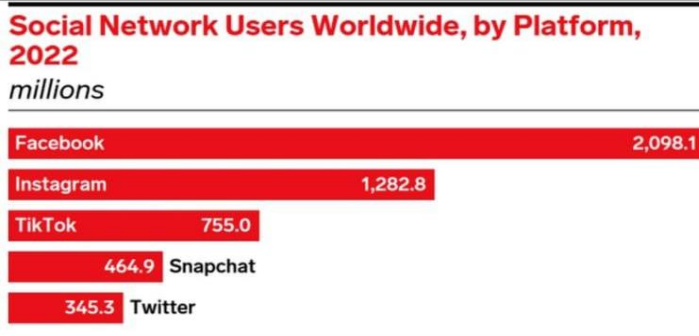 Social Network Users Worldwide, by Platform,
2022
millions
Facebook 2,098.1
Instagram 1,282.8
TikTok 755.0
464.9 Snapchat
345.3 Twitter